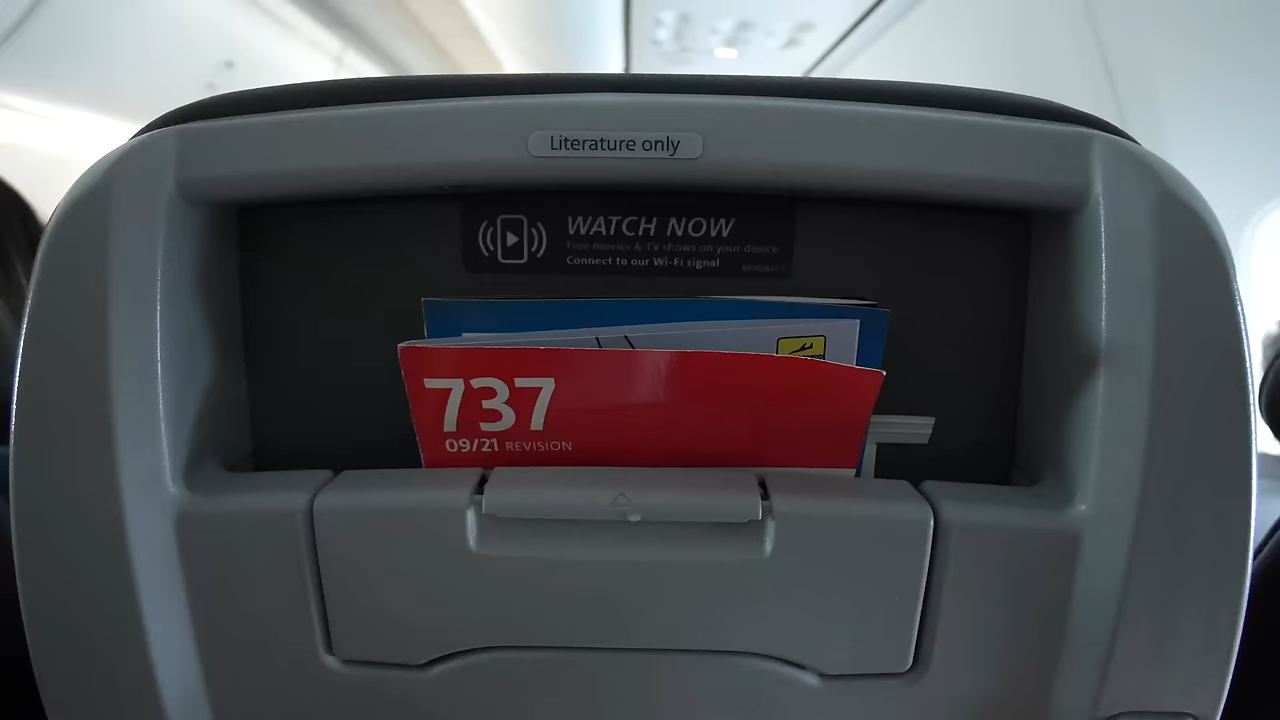 Literature only
WATCH NOW
Free movies & TV shows on your device
Connect to our Wi-Fi signal
737
09/21 REVISION